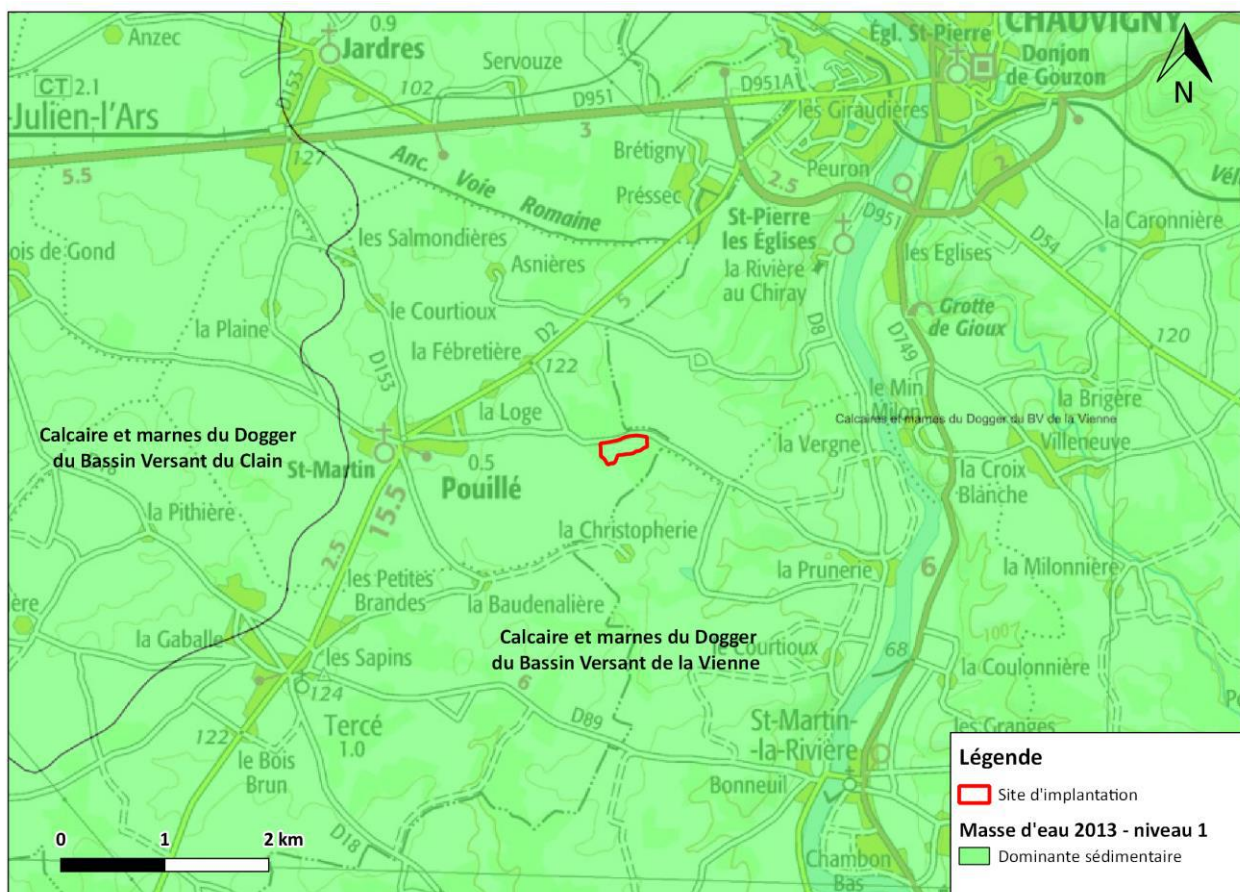 CHAUVIGNY
Anzec
0.9
Jardres
Égl. St-Pierre
Donjon
de Gouzon
N
Servouze
CT 2.1
D153
102
D951
D951A
les Giraudières
-Julien-l'Ars
3
127
Brétigny
Peuron
2
5.5
Anc. Voie Romaine
Préssec
2.5
D951
St-Pierre
les Églises
la Caronnière
D54
ois de Gond
les Salmondières
Asnières
la Rivière
au Chiray
les Eglises
le Courtioux
5
D8
Grotte
de Gioux
la Plaine
D2
120
la Fébretière
122
D749
D153
le Min
la Brigère
la Loge
Calcaires et marnes du Dogger du BV de la Vienne
Calcaire et marnes du Dogger
du Bassin Versant du Clain
la Vergne
Villeneuve
St-Martin
0.5
Pouillé
la Croix
Blanche
15.5
la Pithière
la Christopherie
2.5
6
les Petites
Brandes
la Prunerie
la Milonnière
ière
la Baudenalière
la Gaballe
Calcaire et marnes du Dogger
du Bassin Versant de la Vienne
1007
les Sapins
Courtioux
68
la Coulonnière
124
6
Tercé
1.0
D89
St-Martin-
-la-Rivière
les Granges
122
le Bois
Brun
Bonneuil
D18
Chambon
Bas
Légende
Site d'implantation
Masse d'eau 2013 - niveau 1
Dominante sédimentaire
0 1 2 km